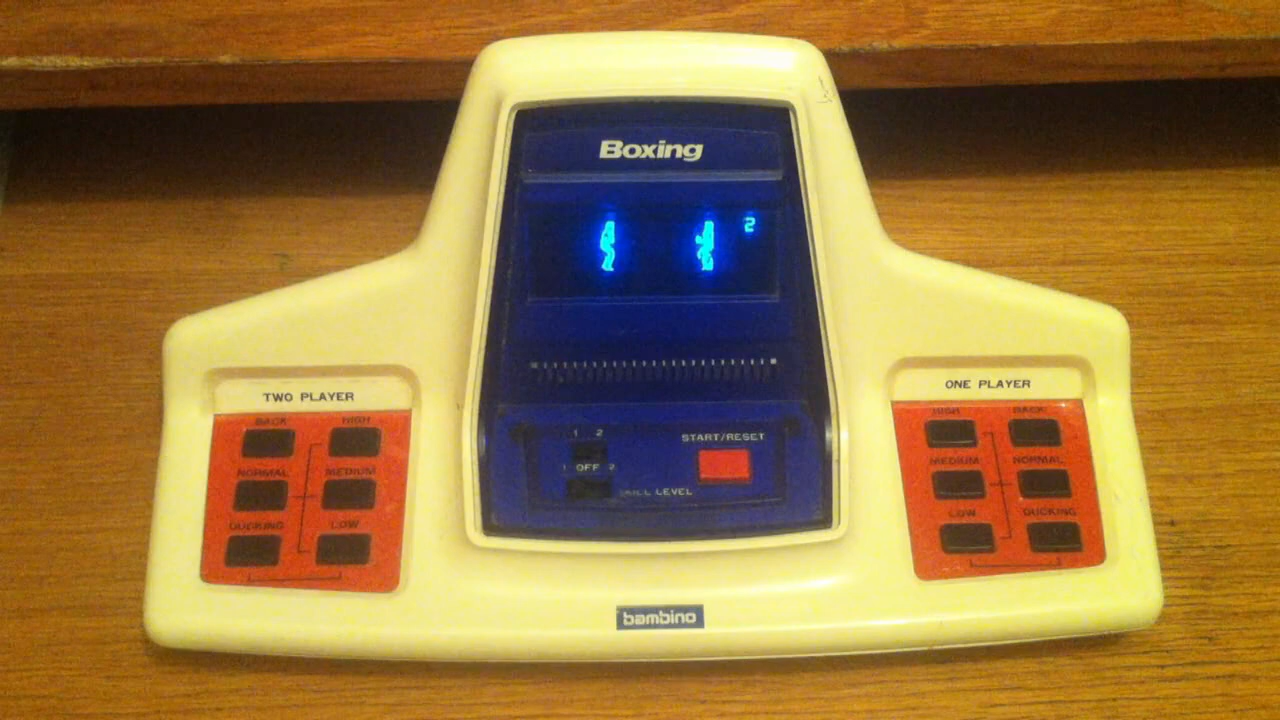 Boxing
2
TWO PLAYER
BACK HIGH
NORMAL MEDIUM
DUCKING LOW
1 2
1 OFF 2
LEVEL
START/RESET
ONE PLAYER
HIGH BACK
MEDIUM NORMAL
LOW DUCKING
bambino